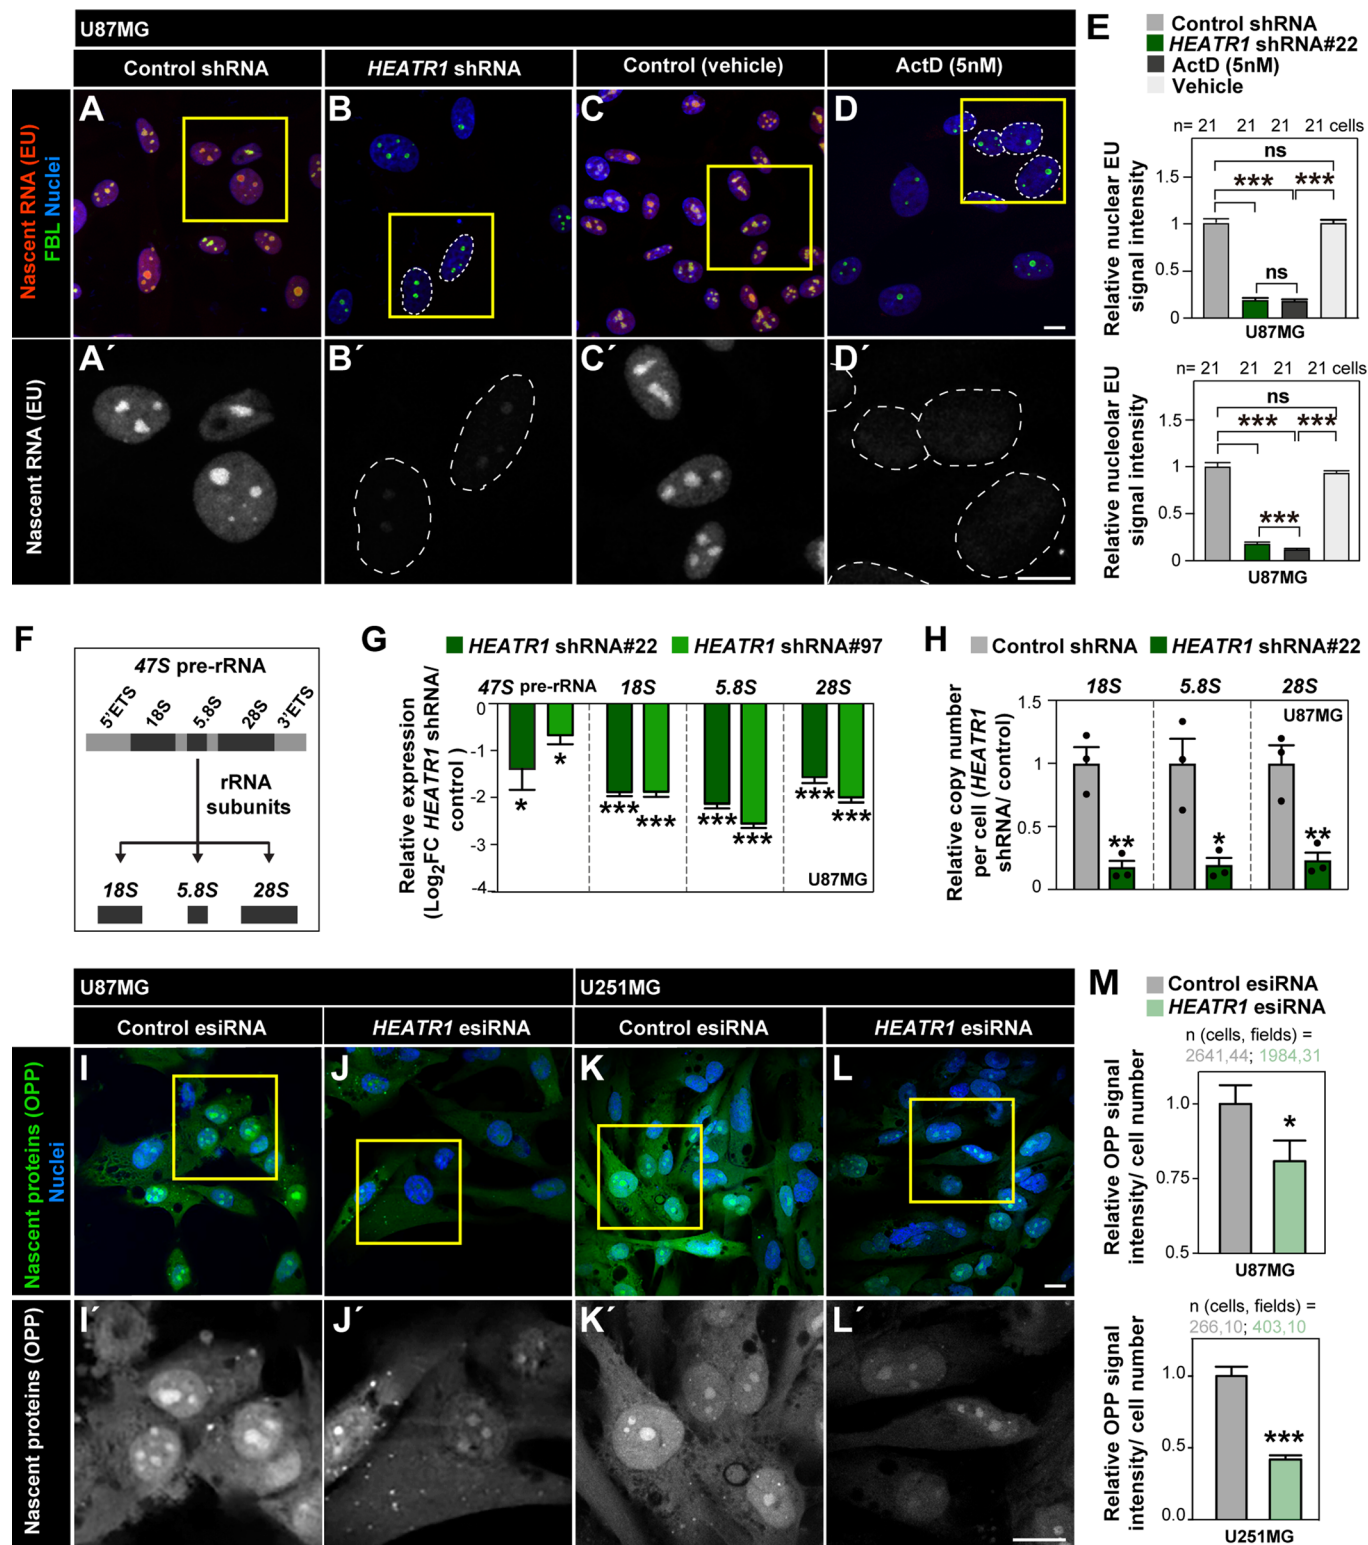 U87MG
Control shRNA
HEATR1 shRNA
Control (vehicle)
ActD (5nM)
Nascent RNA (EU)
FBL Nuclei
A
B
C
D
Nascent RNA (EU)
A´
B´
C´
D´
E
Control shRNA
HEATR1 shRNA#22
ActD (5nM)
Vehicle
n= 21 21 21 21 cells
Relative nuclear EU
signal intensity
ns
*** ***
ns
1.5
1
0.5
0
U87MG
n= 21 21 21 21 cells
Relative nucleolar EU
signal intensity
ns
*** ***
***
1.5
1
0.5
0
U87MG
F
47S pre-rRNA
5'ETS 18S 5.8S 28S 3'ETS
rRNA
subunits
18S 5.8S 28S
G
HEATR1 shRNA#22 HEATR1 shRNA#97
47S pre-rRNA 18S 5.8S 28S
Relative expression
(Log2FC HEATR1 shRNA/
control )
0
-1
-2
-3
-4
* * *** *** *** *** *** ***
U87MG
H
Control shRNA HEATR1 shRNA#22
18S 5.8S 28S
U87MG
Relative copy number
per cell (HEATR1
shRNA/ control)
1.5
1
0.5
0
** * **
U87MG
U251MG
Control esiRNA
HEATR1 esiRNA
Control esiRNA
HEATR1 esiRNA
Nascent proteins (OPP)
Nuclei
I
J
K
L
Nascent proteins (OPP)
I´
J´
K´
L´
M
Control esiRNA
HEATR1 esiRNA
n (cells, fields) =
2641,44; 1984,31
Relative OPP signal
intensity/ cell number
1.0
0.75
0.5
*
U87MG
n (cells, fields) =
266,10; 403,10
Relative OPP signal
intensity/ cell number
1.0
0.5
0.0
***
U251MG